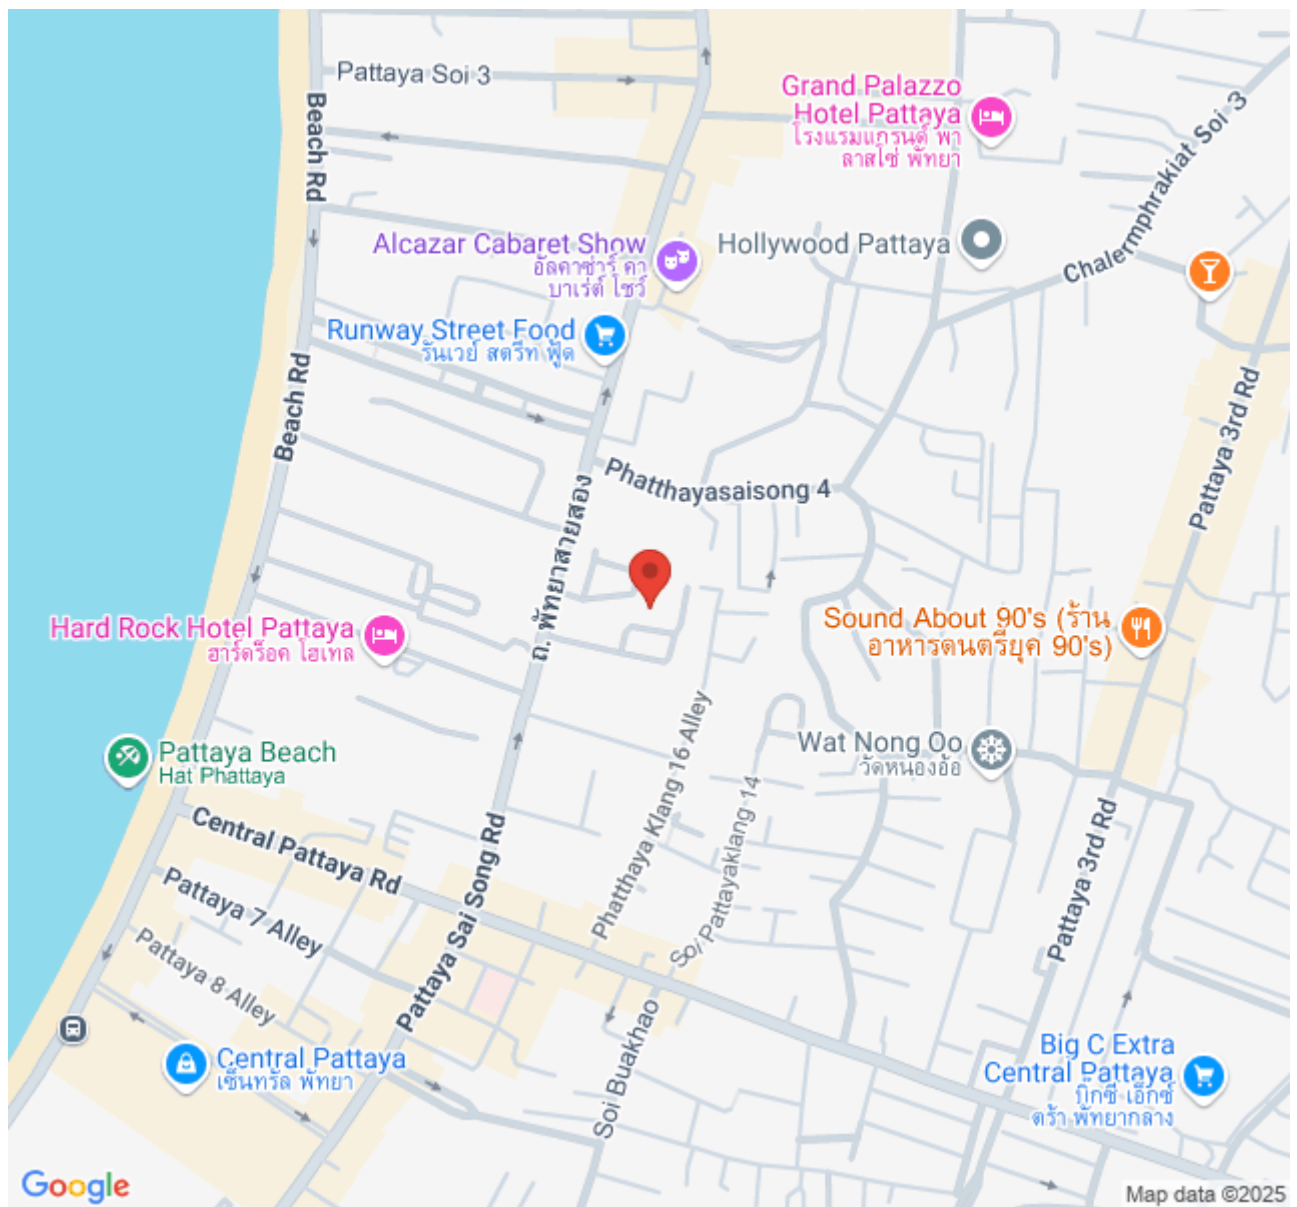 Pattaya Soi 3
Beach Rd
Grand Palazzo
Hotel Pattaya
โรงแรมแกรนด์ พา
ลาสโซ่ พัทยา
Chalermphrakiat Soi 3
Alcazar Cabaret Show
อัลคาซ่าร์ คา
บาเร่ต์ โชว์
Hollywood Pattaya
Runway Street Food
รันเวย์ สตรีท ฟู้ด
Beach Rd
Pattaya 3rd Rd
Phatthayasaisong 4
ถ. พัทยาสายสอง
Hard Rock Hotel Pattaya
ฮาร์ดร็อค โฮเทล
Sound About 90's (ร้าน
อาหารดนตรียุค 90's)
Pattaya Beach
Hat Phattaya
Phatthaya Klang 16 Alley
Wat Nong Oo
วัดหนองอ้อ
Soi Pattayaklang 14
Central Pattaya Rd
Pattaya Sai Song Rd
Pattaya 3rd Rd
Pattaya 7 Alley
Pattaya 8 Alley
Soi Buakhao
Central Pattaya
เซ็นทรัล พัทยา
Big C Extra
Central Pattaya
บิ๊กซี เอ็กซ์
ตร้า พัทยากลาง
Google
Map data ©2025